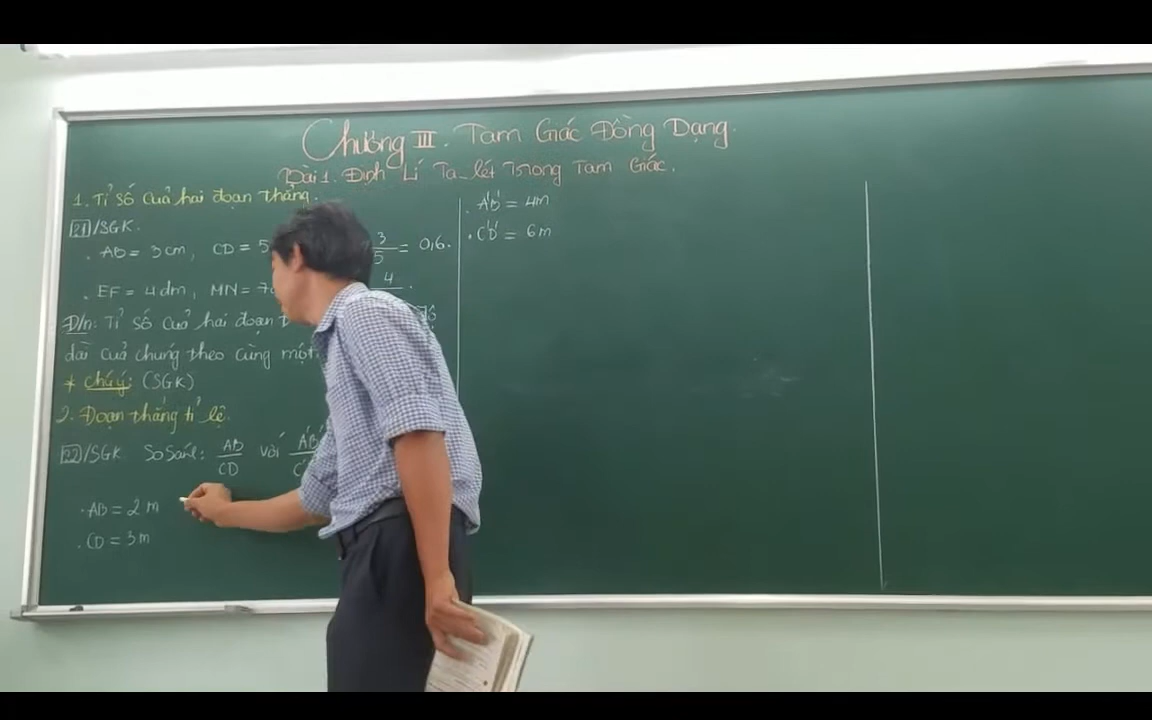 Chương III. Tam Giác Đồng Dạng.
Bài 1. Định Lí Ta_lét Trong Tam Giác.
1. Tỉ số của hai đoạn thẳng.
?1/SGK.
. AB = 3cm, CD = 5
3/5 = 0,6.
. EF = 4dm, MN = 7
4
Đ/n: Tỉ số của hai đoạn
dài của chúng theo cùng một
* chú ý: (SGK)
2. Đoạn thẳng tỉ lệ.
?2/SGK So Sánh: AB/CD với A'B'/C'
. AB = 2 m
. CD = 3m
. A'B' = 4m
. C'D' = 6m